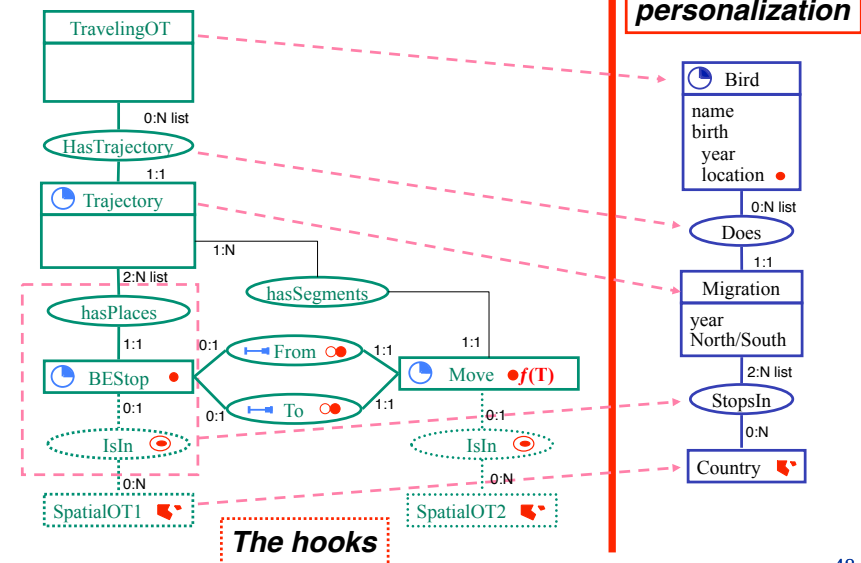 personalization
TravelingOT
0:N list
HasTrajectory
1:1
Trajectory
1:N
2:N list
hasSegments
hasPlaces
1:1
0:1
From
1:1
1:1
BEStop
Move
f(T)
0:1
0:1
To
1:1
0:1
IsIn
IsIn
0:N
0:N
SpatialOT1
SpatialOT2
The hooks
Bird
name
birth
year
location
0:N list
Does
1:1
Migration
year
North/South
2:N list
StopsIn
0:N
Country